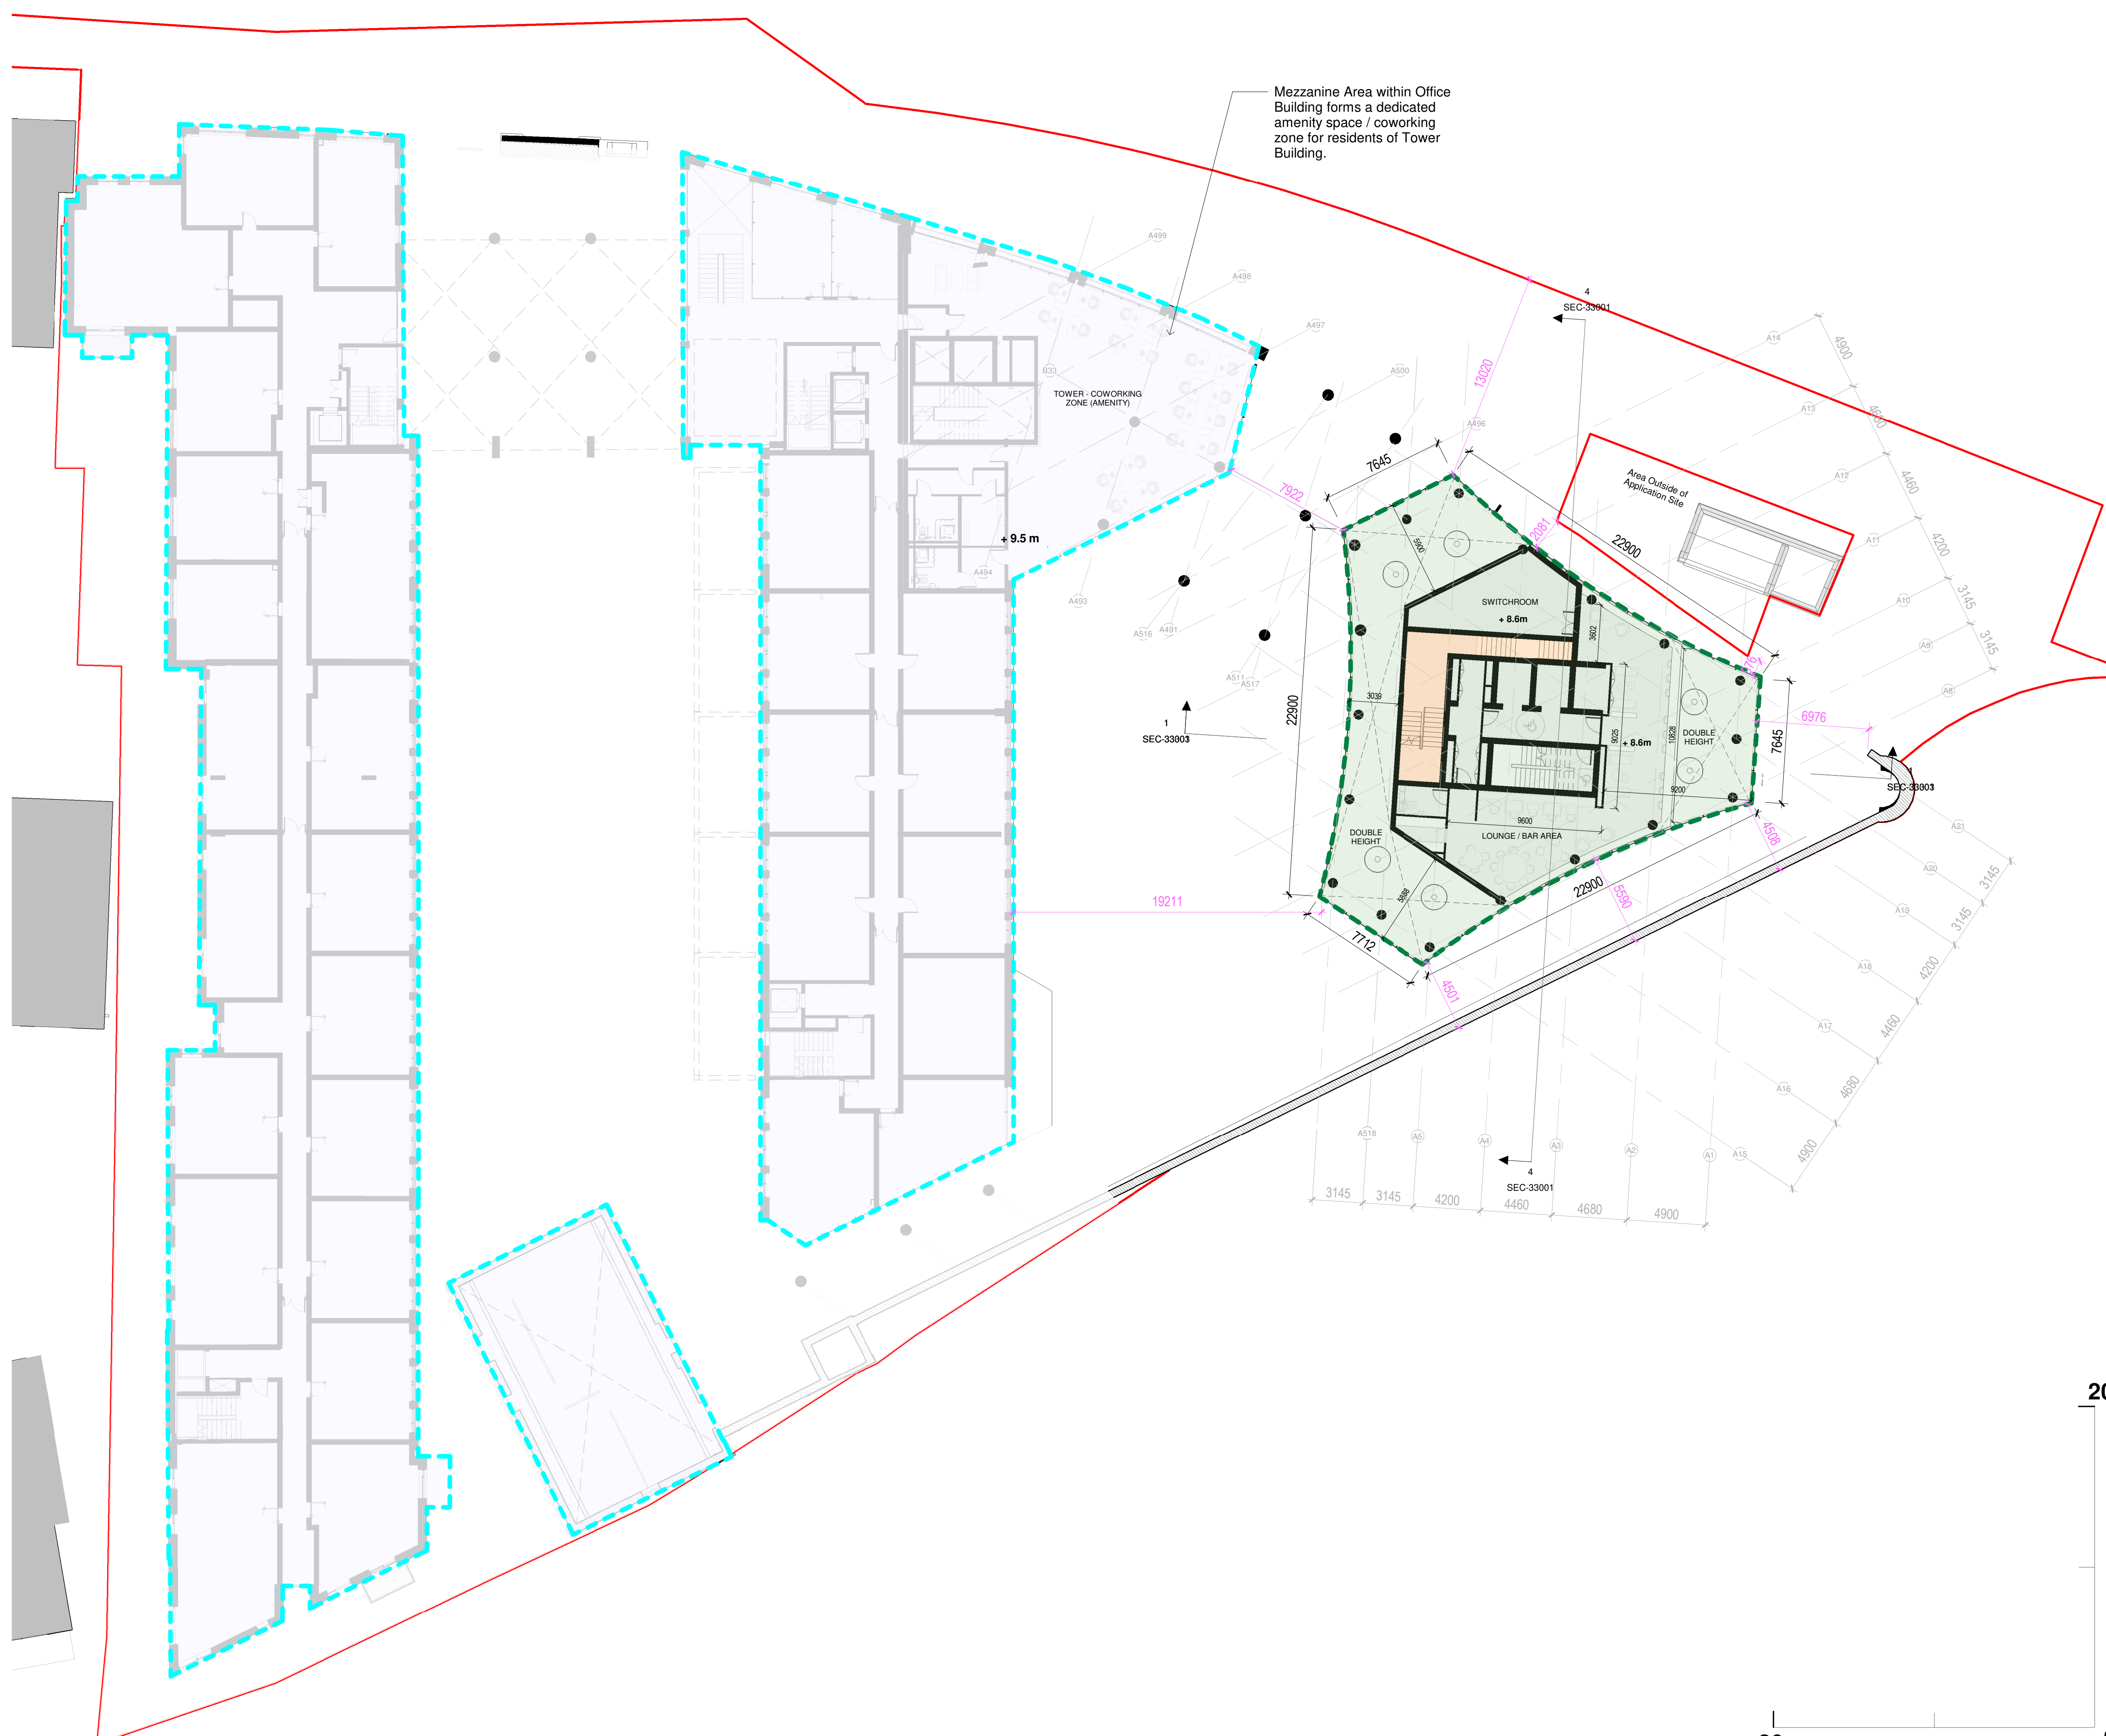 Mezzanine Area within Office
Building forms a dedicated
amenity space / coworking
zone for residents of Tower
Building.
A499
A498
A497
4
SEC-33001
13020
A14
4900
A500
B33
TOWER - COWORKING
ZONE (AMENITY)
A13
4680
A496
7645
A12
Area Outside of
Application Site
4460
7922
2081
22900
A11
4200
+ 9.5 m
5900
A494
A493
SWITCHROOM
+ 8.6m
A10
3145
A516
A491
3602
A9
3145
A511
A517
A8
3039
22900
1
6976
9025
+ 8.6m
10828
DOUBLE
HEIGHT
7645
9200
9600
LOUNGE / BAR AREA
DOUBLE
HEIGHT
4508
A21
A20
3145
5888
22900
5590
19211
A19
3145
7712
A18
4200
4501
A17
4460
A16
4680
A518
A5
A4
A3
A2
A1
A15
4900
4
SEC-33001
3145
3145
4200
4460
4680
4900